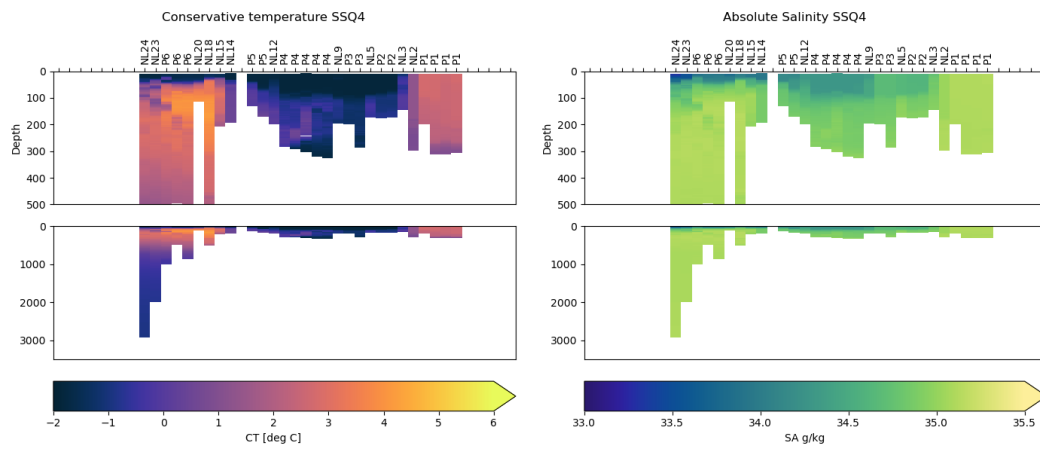 Conservative temperature SSQ4
NL24 NL23 P6 P6 P6 NL20 NL18 NL15 NL14 P5 P5 NL12 P4 P4 P4 P4 P4 NL9 P3 P3 NL5 P2 P2 NL3 NL2 P1 P1 P1 P1
0
100
200
300
400
500
Depth
0
1000
2000
3000
−2 −1 0 1 2 3 4 5 6
CT [deg C]
Absolute Salinity SSQ4
NL24 NL23 P6 P6 P6 NL20 NL18 NL15 NL14 P5 P5 NL12 P4 P4 P4 P4 P4 NL9 P3 P3 NL5 P2 P2 NL3 NL2 P1 P1 P1 P1
0
100
200
300
400
500
Depth
0
1000
2000
3000
33.0 33.5 34.0 34.5 35.0 35.5
SA g/kg